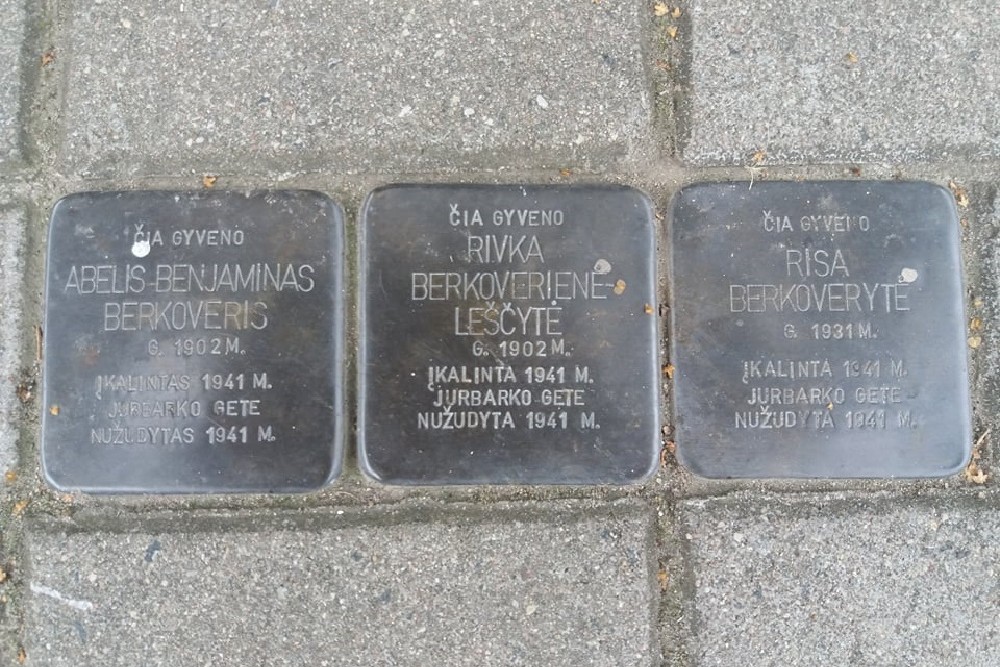 ČIA GYVENO
ABELIS-BENJAMINAS
BERKOVERIS
G. 1902 M.
ĮKALINTAS 1941 M.
JURBARKO GETE
NUŽUDYTAS 1941 M.
ČIA GYVENO
RIVKA
BERKOVERIENĖ-
LEŠČYTĖ
G. 1902 M.
ĮKALINTA 1941 M.
JURBARKO GETE
NUŽUDYTA 1941 M.
ČIA GYVENO
RISA
BERKOVERYTĖ
G. 1931 M.
ĮKALINTA 1941 M.
JURBARKO GETE
NUŽUDYTA 1941 M.